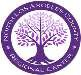 NORTH LOS ANGELES COUNTY
REGIONAL CENTER